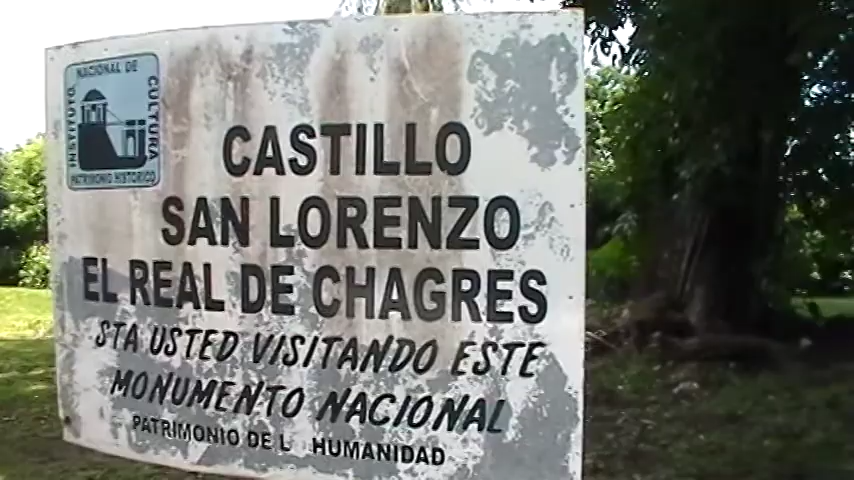 NACIONAL DE
INSTITUTO
CULTURA
PATRIMONIO HISTORICO
CASTILLO
SAN LORENZO
EL REAL DE CHAGRES
STA USTED VISITANDO ESTE
MONUMENTO NACIONAL
PATRIMONIO DE L HUMANIDAD